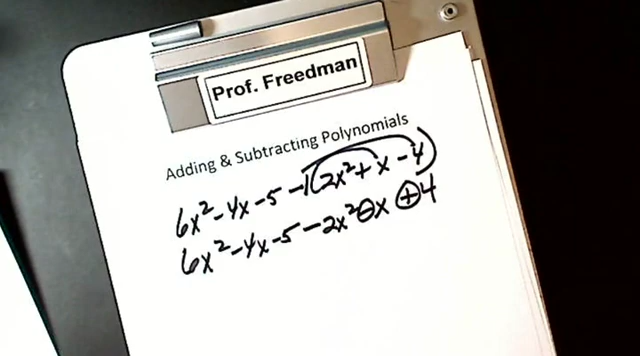 Prof. Freedman
Adding & Subtracting Polynomials
6x² - 4x - 5 - 1(2x² + x - 4)
6x² - 4x - 5 - 2x² ⊖ x ⊕ 4